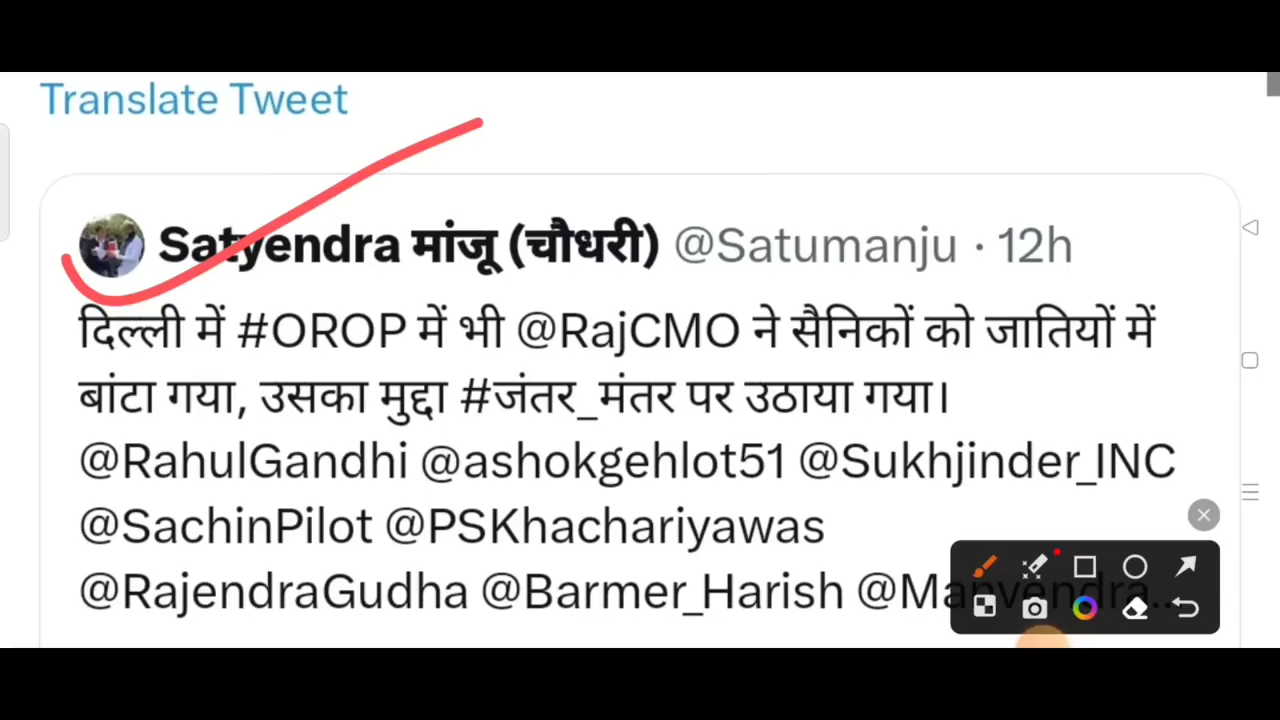 Translate Tweet
Satyendra मांजू (चौधरी) @Satumanju · 12h
दिल्ली में #OROP में भी @RajCMO ने सैनिकों को जातियों में
बांटा गया, उसका मुद्दा #जंतर_मंतर पर उठाया गया।
@RahulGandhi @ashokgehlot51 @Sukhjinder_INC
@SachinPilot @PSKhachariyawas
@RajendraGudha @Barmer_Harish @Manvendra...